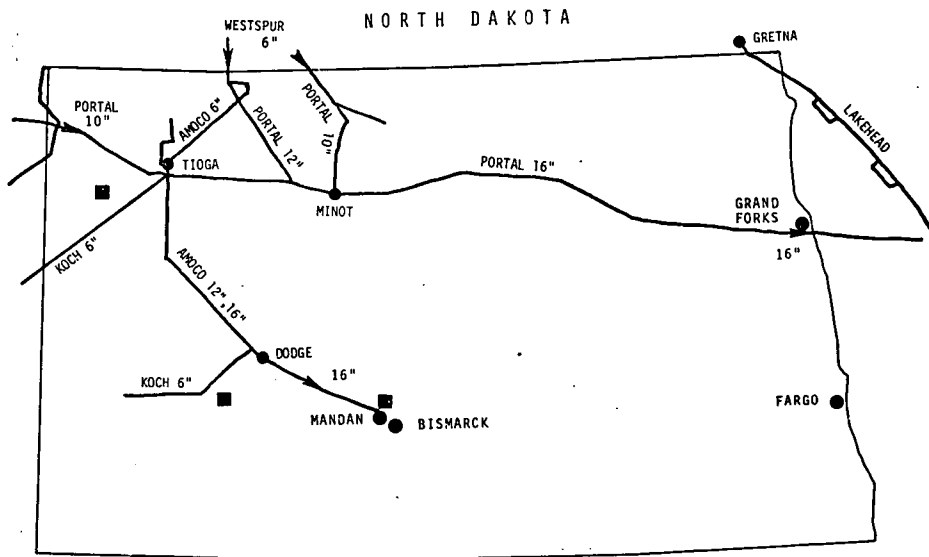 NORTH DAKOTA
WESTSPUR
6"
GRETNA
PORTAL
10"
AMOCO 6"
PORTAL 12"
PORTAL
10"
LAKEHEAD
TIOGA
PORTAL 16"
MINOT
GRAND
FORKS
16"
KOCH 6"
AMOCO 12",16"
DODGE
16"
KOCH 6"
MANDAN
BISMARCK
FARGO